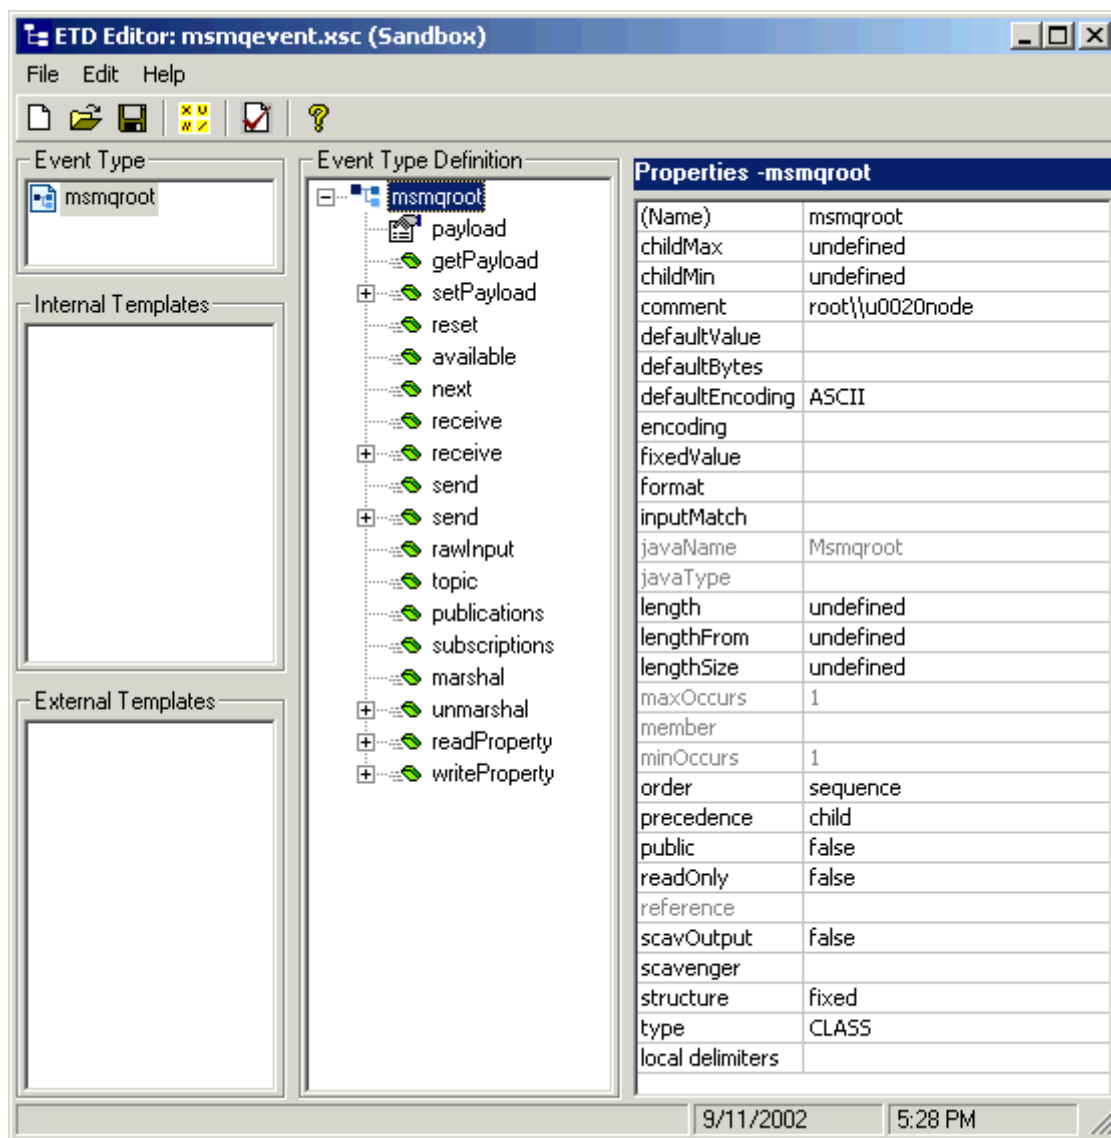 ETD Editor: msmqevent.xsc (Sandbox)
File Edit Help
Event Type
msmqroot
Internal Templates
External Templates
Event Type Definition
msmqroot
payload
getPayload
setPayload
reset
available
next
receive
receive
send
send
rawInput
topic
publications
subscriptions
marshal
unmarshal
readProperty
writeProperty
Properties -msmqroot
(Name) msmqroot
childMax undefined
childMin undefined
comment root\\u0020node
defaultValue
defaultBytes
defaultEncoding ASCII
encoding
fixedValue
format
inputMatch
javaName Msmqroot
javaType
length undefined
lengthFrom undefined
lengthSize undefined
maxOccurs 1
member
minOccurs 1
order sequence
precedence child
public false
readOnly false
reference
scavOutput false
scavenger
structure fixed
type CLASS
local delimiters
9/11/2002 5:28 PM